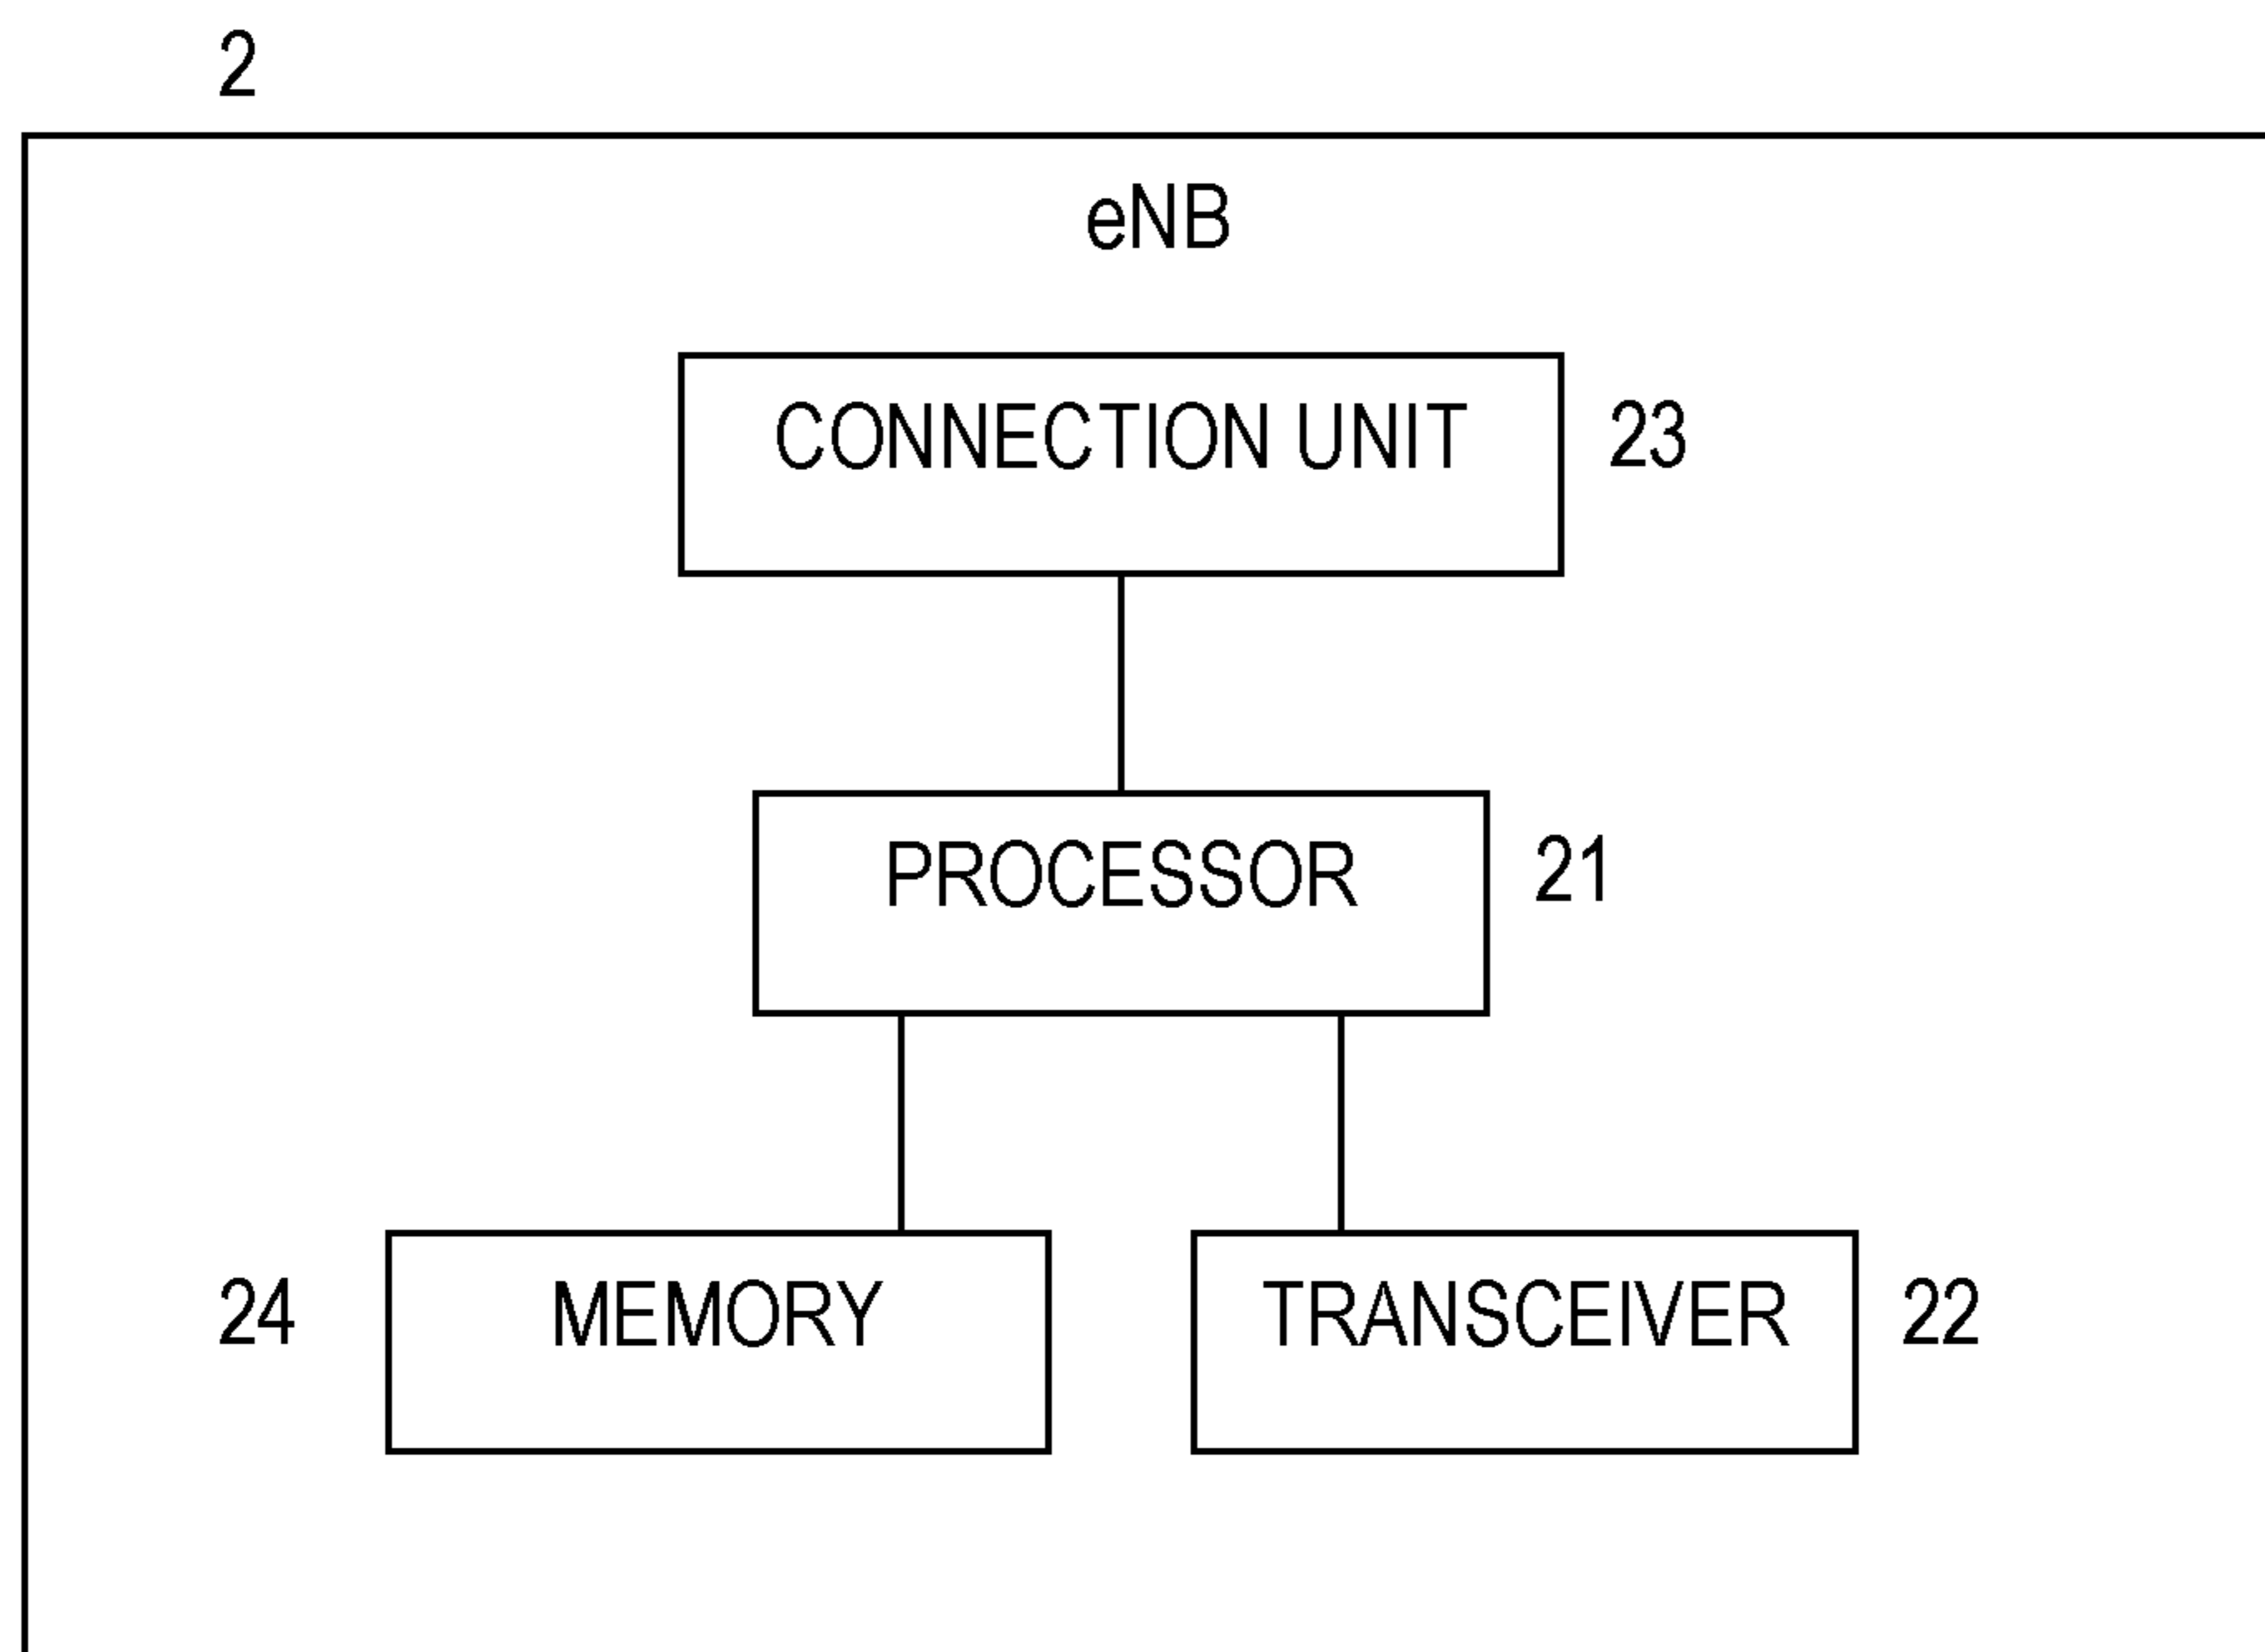 2
eNB
CONNECTION UNIT 23
PROCESSOR 21
24 MEMORY TRANSCEIVER 22